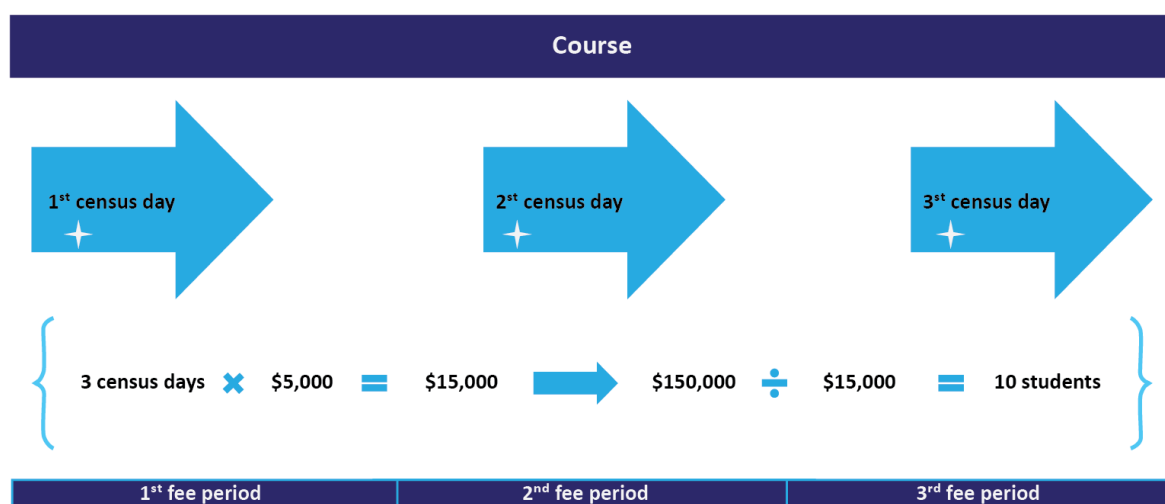 Course
1st census day
2nd census day
3st census day
3 census days × $5,000 = $15,000 $150,000 ÷ $15,000 = 10 students
1st fee period
2nd fee period
3rd fee period